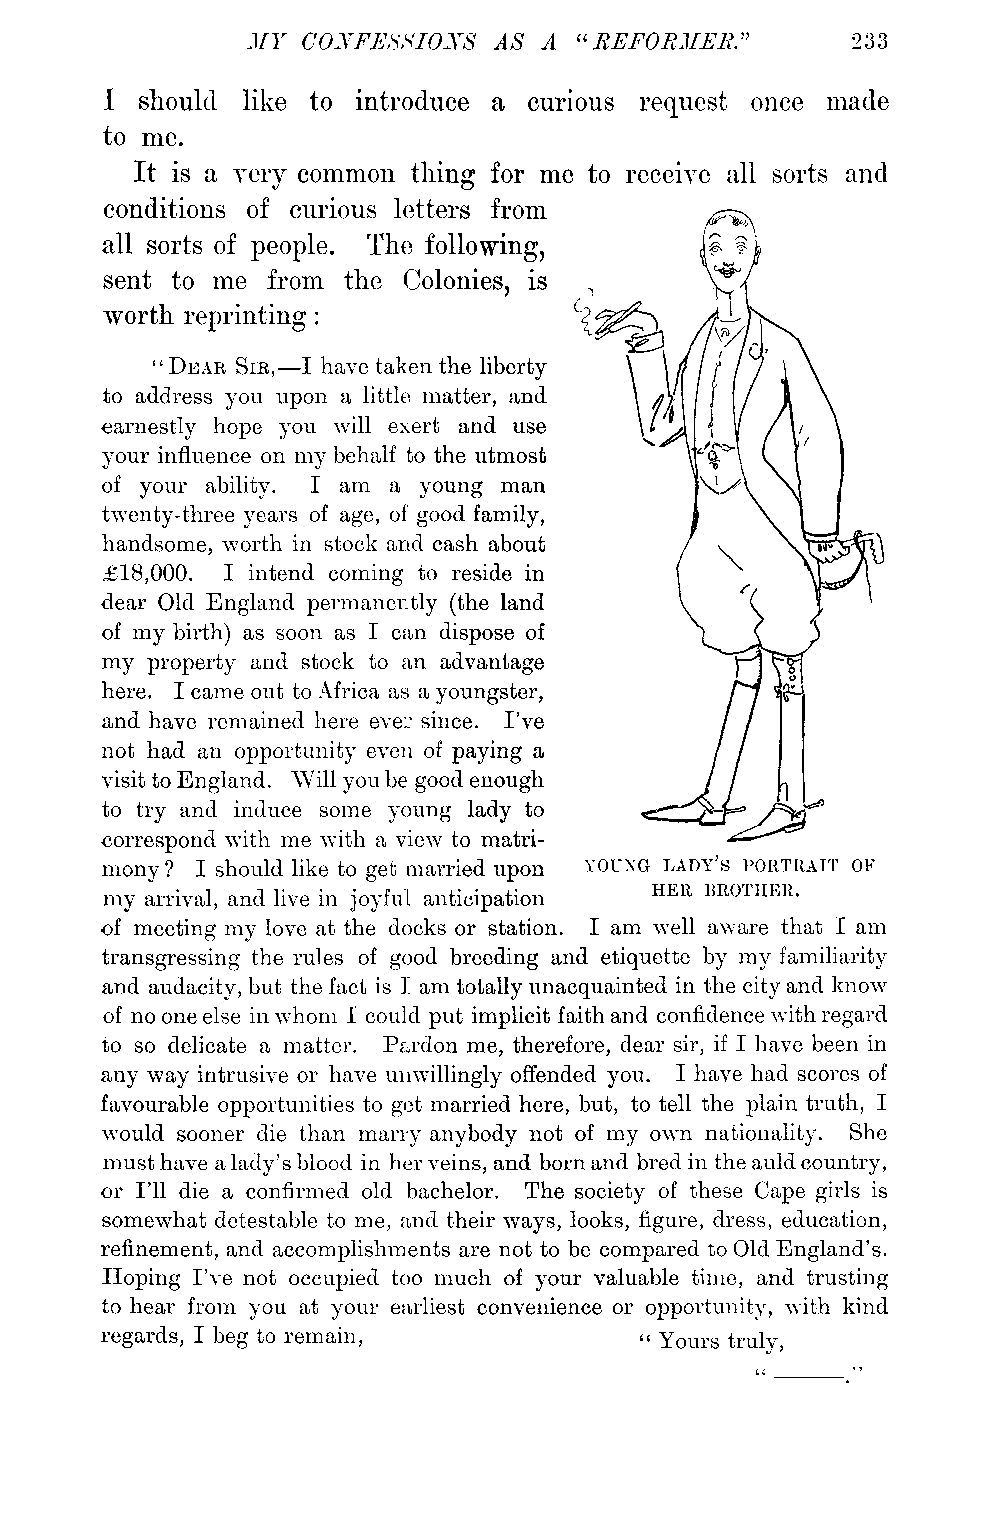 MY CONFESSIONS AS A “REFORMER.” 233
I should like to introduce a curious request once made
to me.
It is a very common thing for me to receive all sorts and
conditions of curious letters from
all sorts of people. The following,
sent to me from the Colonies, is
worth reprinting :
“DEAR SIR,—I have taken the liberty
to address you upon a little matter, and
earnestly hope you will exert and use
your influence on my behalf to the utmost
of your ability. I am a young man
twenty-three years of age, of good family,
handsome, worth in stock and cash about
£18,000. I intend coming to reside in
dear Old England permanently (the land
of my birth) as soon as I can dispose of
my property and stock to an advantage
here. I came out to Africa as a youngster,
and have remained here ever since. I’ve
not had an opportunity even of paying a
visit to England. Will you be good enough
to try and induce some young lady to
correspond with me with a view to matri-
mony? I should like to get married upon
my arrival, and live in joyful anticipation
YOUNG LADY’S PORTRAIT OF
HER BROTHER.
of meeting my love at the docks or station. I am well aware that I am
transgressing the rules of good breeding and etiquette by my familiarity
and audacity, but the fact is I am totally unacquainted in the city and know
of no one else in whom I could put implicit faith and confidence with regard
to so delicate a matter. Pardon me, therefore, dear sir, if I have been in
any way intrusive or have unwillingly offended you. I have had scores of
favourable opportunities to get married here, but, to tell the plain truth, I
would sooner die than marry anybody not of my own nationality. She
must have a lady’s blood in her veins, and born and bred in the auld country,
or I’ll die a confirmed old bachelor. The society of these Cape girls is
somewhat detestable to me, and their ways, looks, figure, dress, education,
refinement, and accomplishments are not to be compared to Old England’s.
Hoping I’ve not occupied too much of your valuable time, and trusting
to hear from you at your earliest convenience or opportunity, with kind
regards, I beg to remain, “ Yours truly,
“ ———.”